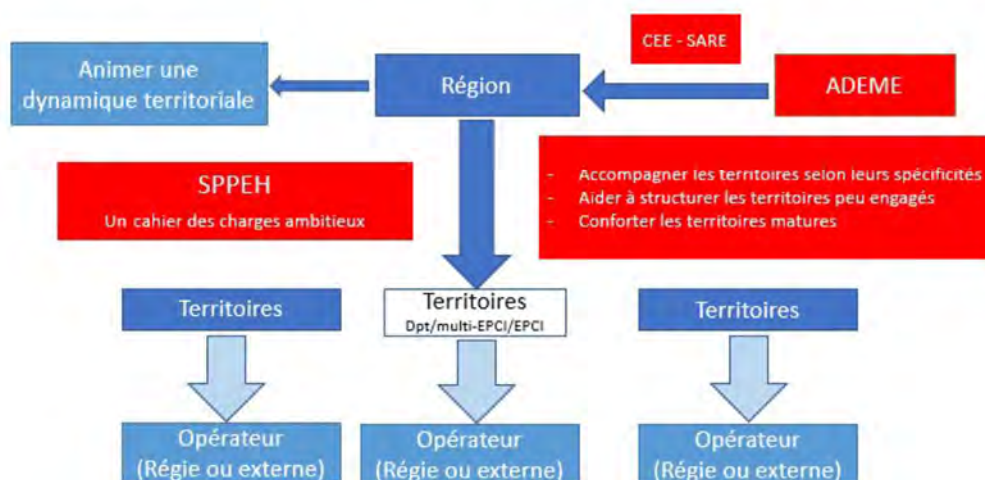 CEE - SARE
Animer une
dynamique territoriale
Région
ADEME
SPPEH
Un cahier des charges ambitieux
- Accompagner les territoires selon leurs spécificités
- Aider à structurer les territoires peu engagés
- Conforter les territoires matures
Territoires
Territoires
Dpt/multi-EPCI/EPCI
Territoires
Opérateur
(Régie ou externe)
Opérateur
(Régie ou externe)
Opérateur
(Régie ou externe)